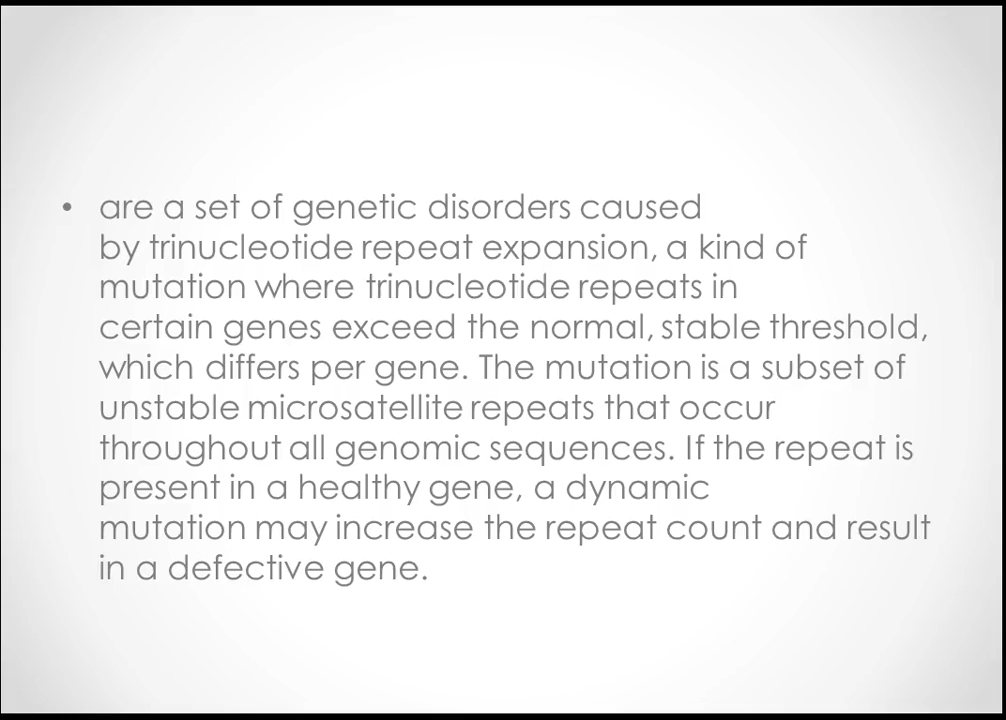 • are a set of genetic disorders caused
by trinucleotide repeat expansion, a kind of
mutation where trinucleotide repeats in
certain genes exceed the normal, stable threshold,
which differs per gene. The mutation is a subset of
unstable microsatellite repeats that occur
throughout all genomic sequences. If the repeat is
present in a healthy gene, a dynamic
mutation may increase the repeat count and result
in a defective gene.